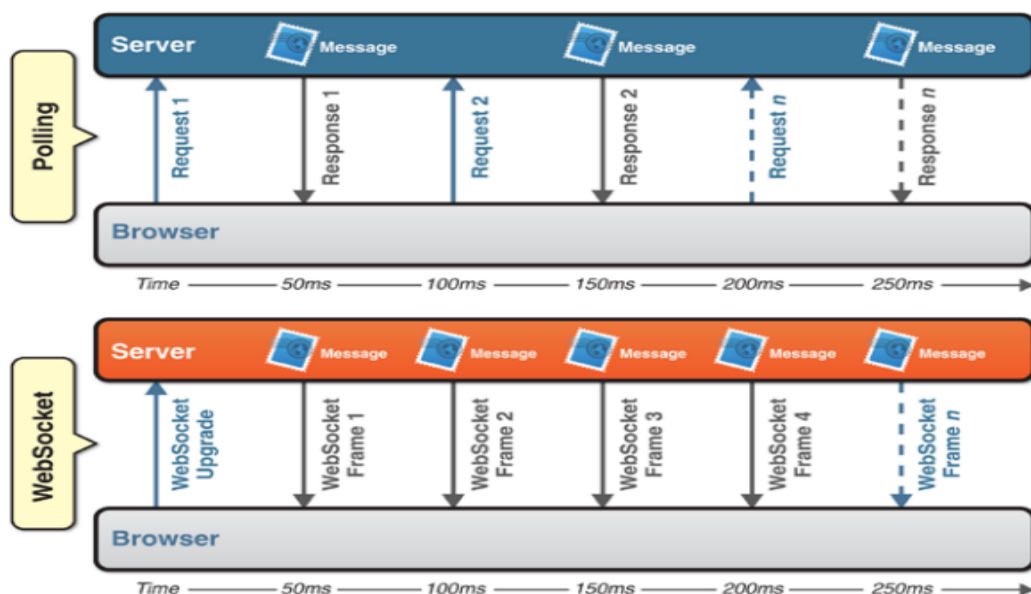 Polling
Server
Message
Message
Message
Request 1
Response 1
Request 2
Response 2
Request n
Response n
Browser
Time 50ms 100ms 150ms 200ms 250ms
WebSocket
Server
Message
Message
Message
Message
Message
WebSocket
Upgrade
WebSocket
Frame 1
WebSocket
Frame 2
WebSocket
Frame 3
WebSocket
Frame 4
WebSocket
Frame n
Browser
Time 50ms 100ms 150ms 200ms 250ms